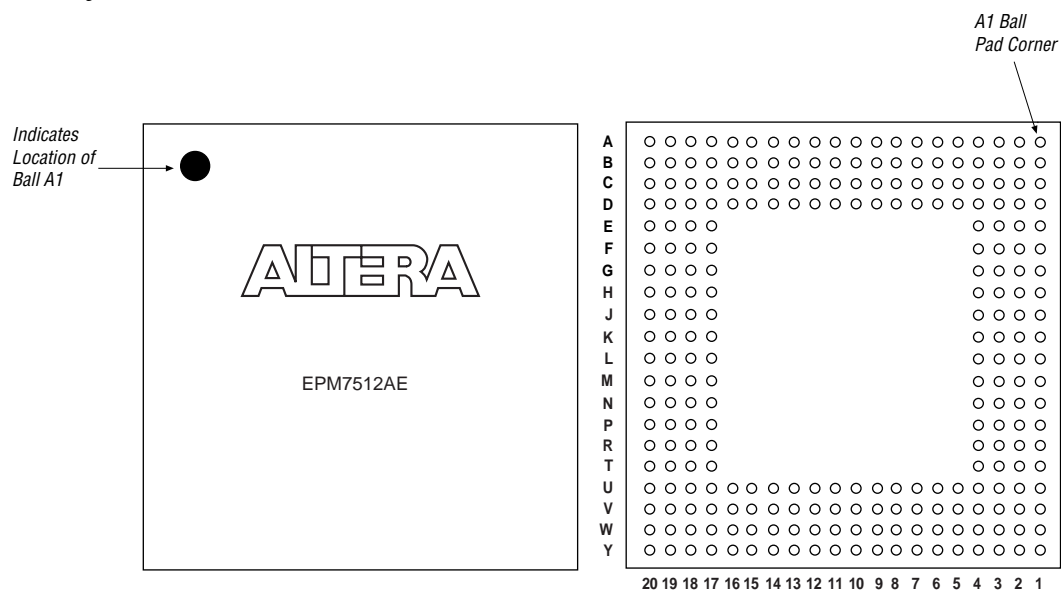 A1 Ball
Pad Corner
Indicates
Location of
Ball A1
ALTERA
EPM7512AE
A
B
C
D
E
F
G
H
J
K
L
M
N
P
R
T
U
V
W
Y
20 19 18 17 16 15 14 13 12 11 10 9 8 7 6 5 4 3 2 1